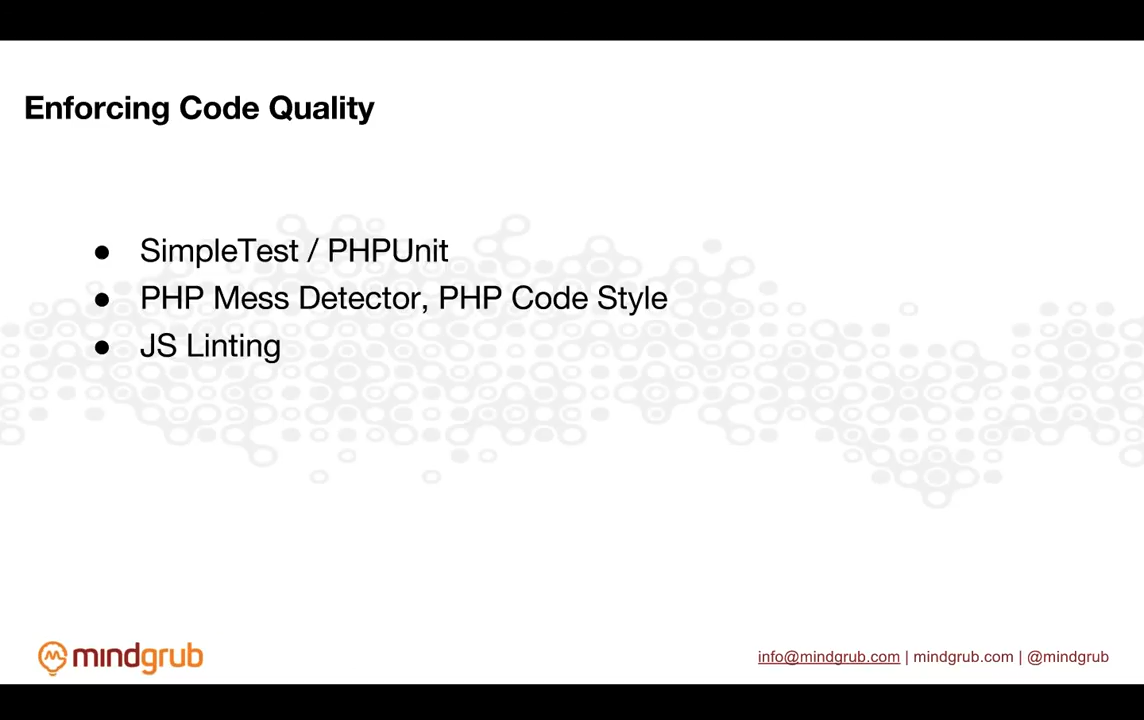 Enforcing Code Quality
● SimpleTest / PHPUnit
● PHP Mess Detector, PHP Code Style
● JS Linting
mindgrub
info@mindgrub.com | mindgrub.com | @mindgrub